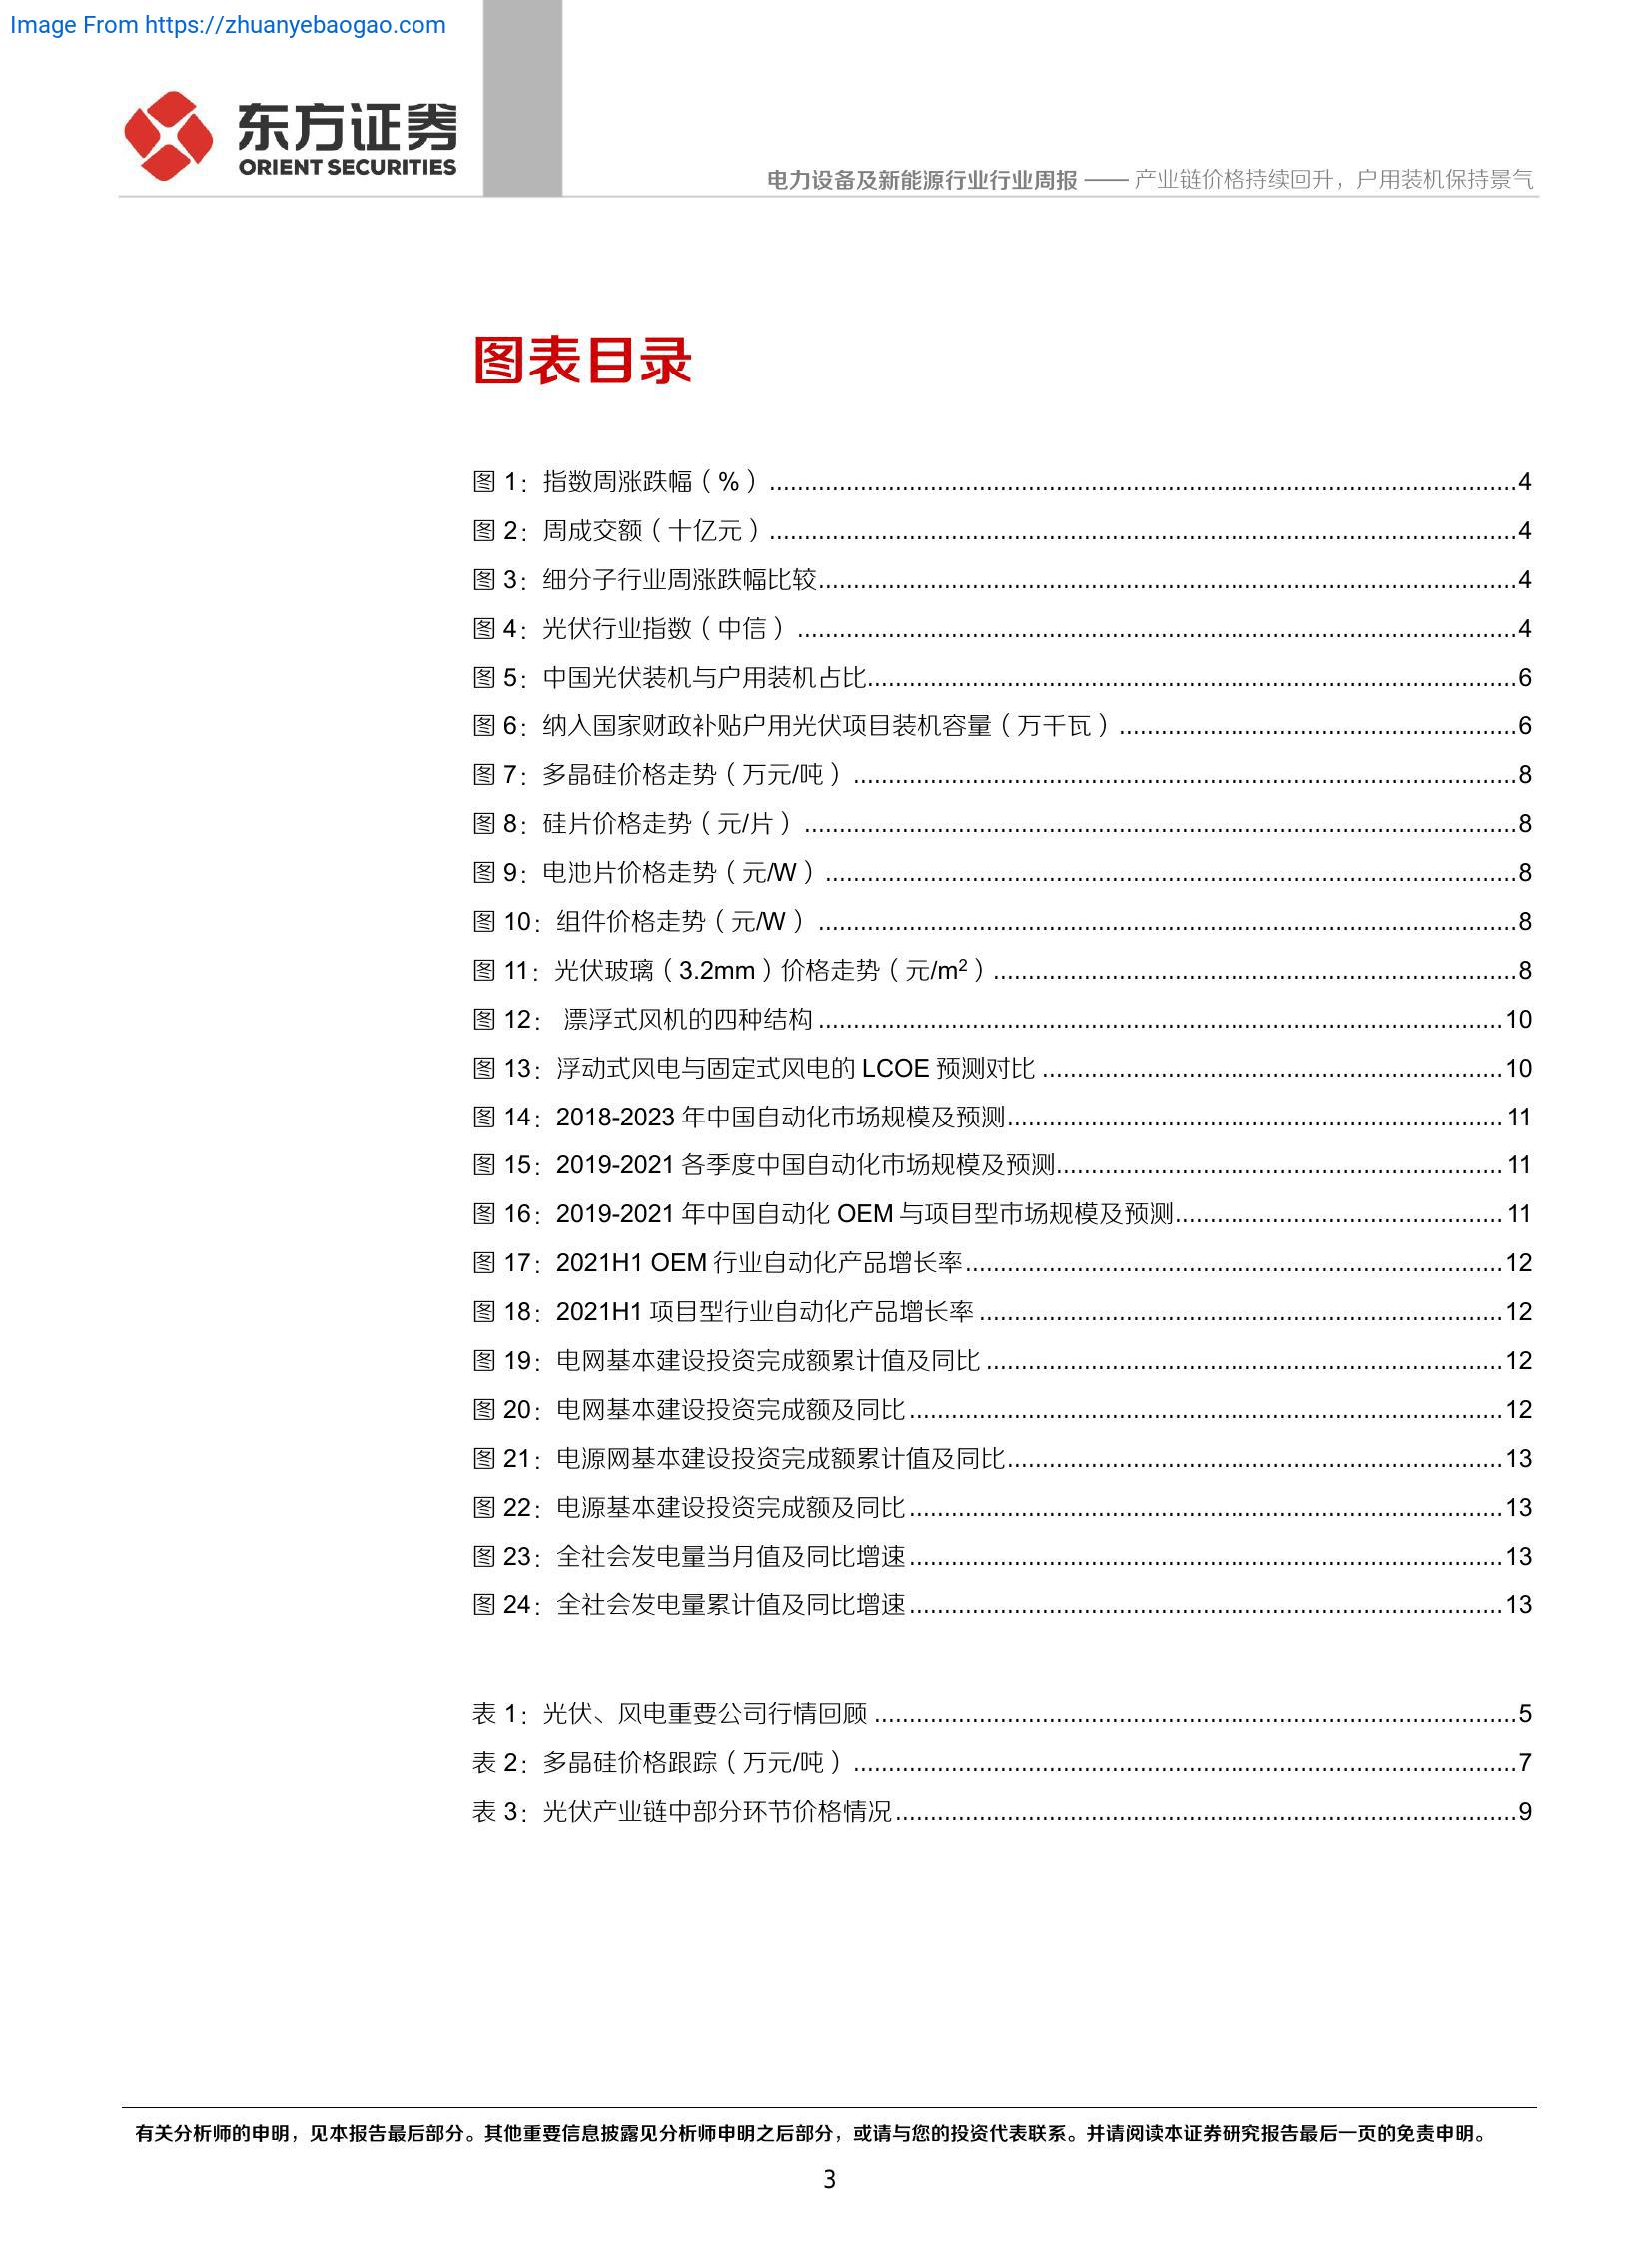 Image From https://zhuanyebaogao.com
东方证券
ORIENT SECURITIES
电力设备及新能源行业行业周报 —— 产业链价格持续回升，户用装机保持景气
图表目录
图 1：指数周涨跌幅（%）..........4
图 2：周成交额（十亿元）..........4
图 3：细分子行业周涨跌幅比较..........4
图 4：光伏行业指数（中信）..........4
图 5：中国光伏装机与户用装机占比..........6
图 6：纳入国家财政补贴户用光伏项目装机容量（万千瓦）..........6
图 7：多晶硅价格走势（万元/吨）..........8
图 8：硅片价格走势（元/片）..........8
图 9：电池片价格走势（元/W）..........8
图 10：组件价格走势（元/W）..........8
图 11：光伏玻璃（3.2mm）价格走势（元/m²）..........8
图 12： 漂浮式风机的四种结构..........10
图 13：浮动式风电与固定式风电的 LCOE 预测对比..........10
图 14：2018-2023 年中国自动化市场规模及预测..........11
图 15：2019-2021 各季度中国自动化市场规模及预测..........11
图 16：2019-2021 年中国自动化 OEM 与项目型市场规模及预测..........11
图 17：2021H1 OEM 行业自动化产品增长率..........12
图 18：2021H1 项目型行业自动化产品增长率..........12
图 19：电网基本建设投资完成额累计值及同比..........12
图 20：电网基本建设投资完成额及同比..........12
图 21：电源网基本建设投资完成额累计值及同比..........13
图 22：电源基本建设投资完成额及同比..........13
图 23：全社会发电量当月值及同比增速..........13
图 24：全社会发电量累计值及同比增速..........13
表 1：光伏、风电重要公司行情回顾..........5
表 2：多晶硅价格跟踪（万元/吨）..........7
表 3：光伏产业链中部分环节价格情况..........9
有关分析师的申明，见本报告最后部分。其他重要信息披露见分析师申明之后部分，或请与您的投资代表联系。并请阅读本证券研究报告最后一页的免责申明。
3